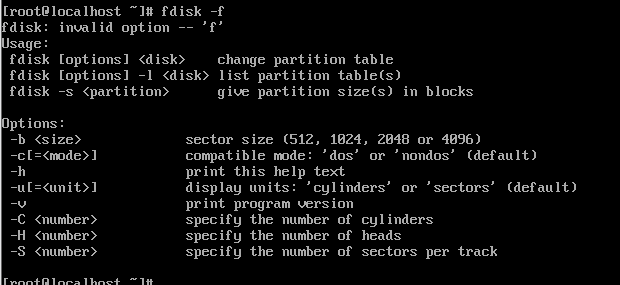 [root@localhost ~]# fdisk -f
fdisk: invalid option -- 'f'
Usage:
 fdisk [options] <disk>    change partition table
 fdisk [options] -l <disk> list partition table(s)
 fdisk -s <partition>      give partition size(s) in blocks

Options:
 -b <size>             sector size (512, 1024, 2048 or 4096)
 -c[=<mode>]           compatible mode: 'dos' or 'nondos' (default)
 -h                    print this help text
 -u[=<unit>]           display units: 'cylinders' or 'sectors' (default)
 -v                    print program version
 -C <number>           specify the number of cylinders
 -H <number>           specify the number of heads
 -S <number>           specify the number of sectors per track

[root@localhost ~]#